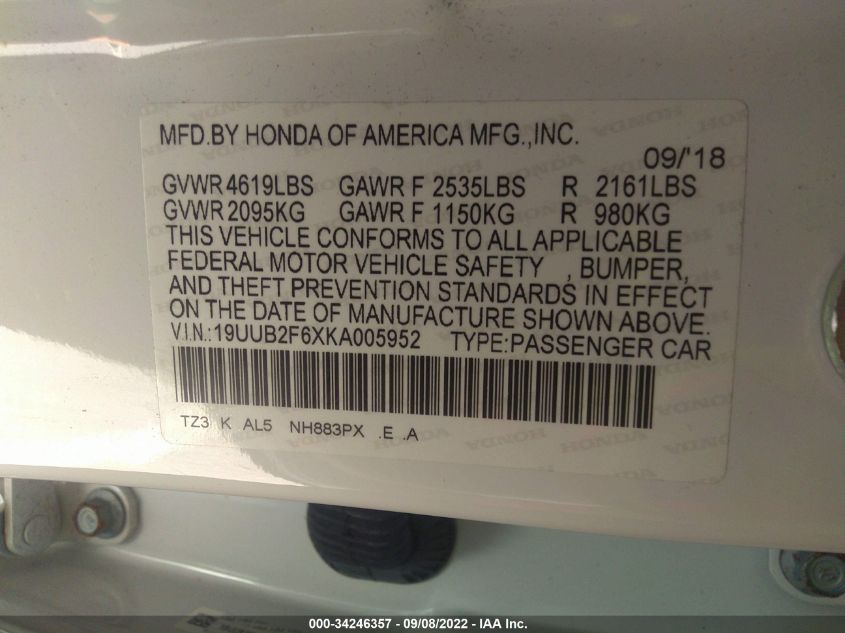 MFD.BY HONDA OF AMERICA MFG.,INC.
09/'18
GVWR 4619LBS GAWR F 2535LBS R 2161LBS
GVWR 2095KG GAWR F 1150KG R 980KG
THIS VEHICLE CONFORMS TO ALL APPLICABLE
FEDERAL MOTOR VEHICLE SAFETY , BUMPER,
AND THEFT PREVENTION STANDARDS IN EFFECT
ON THE DATE OF MANUFACTURE SHOWN ABOVE.
V.I.N.:19UUB2F6XKA005952 TYPE:PASSENGER CAR
TZ3 K AL5 NH883PX .E .A
000-34246357 - 09/08/2022 - IAA Inc.